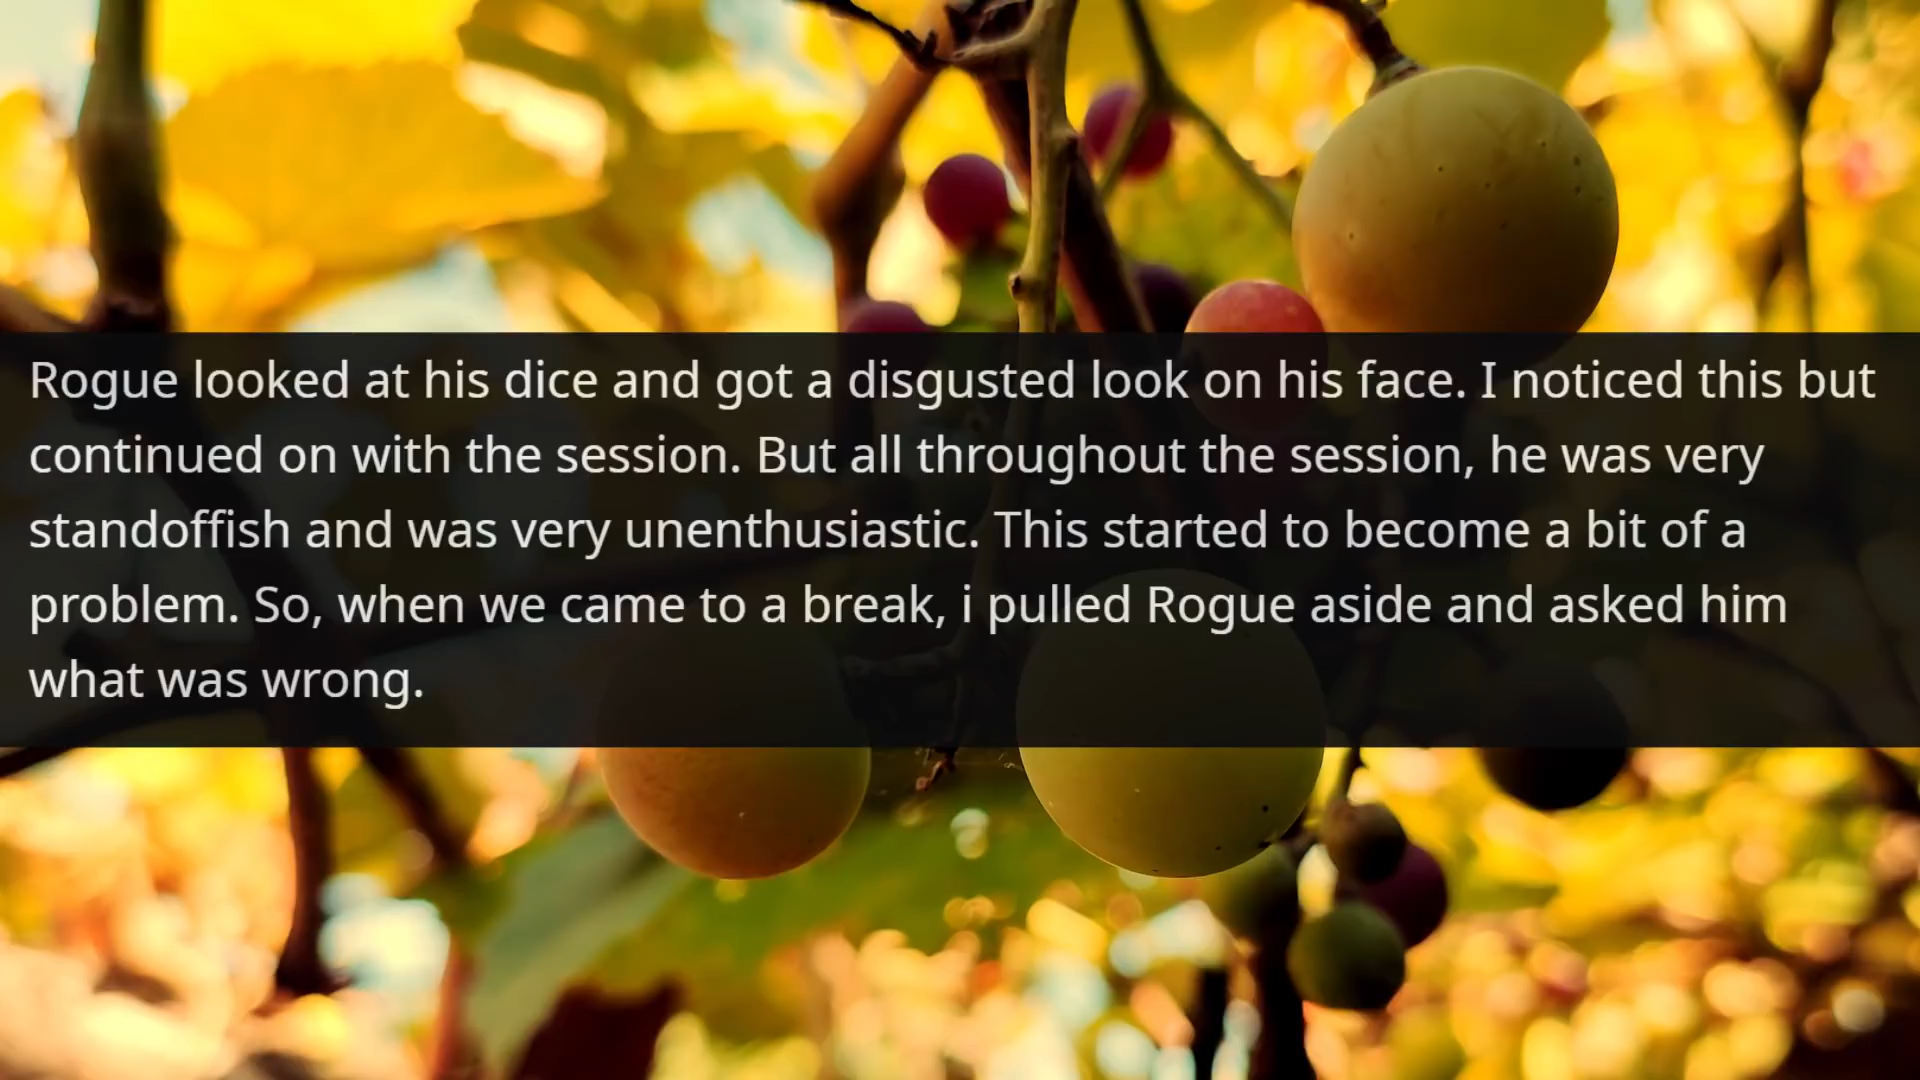 Rogue looked at his dice and got a disgusted look on his face. I noticed this but
continued on with the session. But all throughout the session, he was very
standoffish and was very unenthusiastic. This started to become a bit of a
problem. So, when we came to a break, i pulled Rogue aside and asked him
what was wrong.